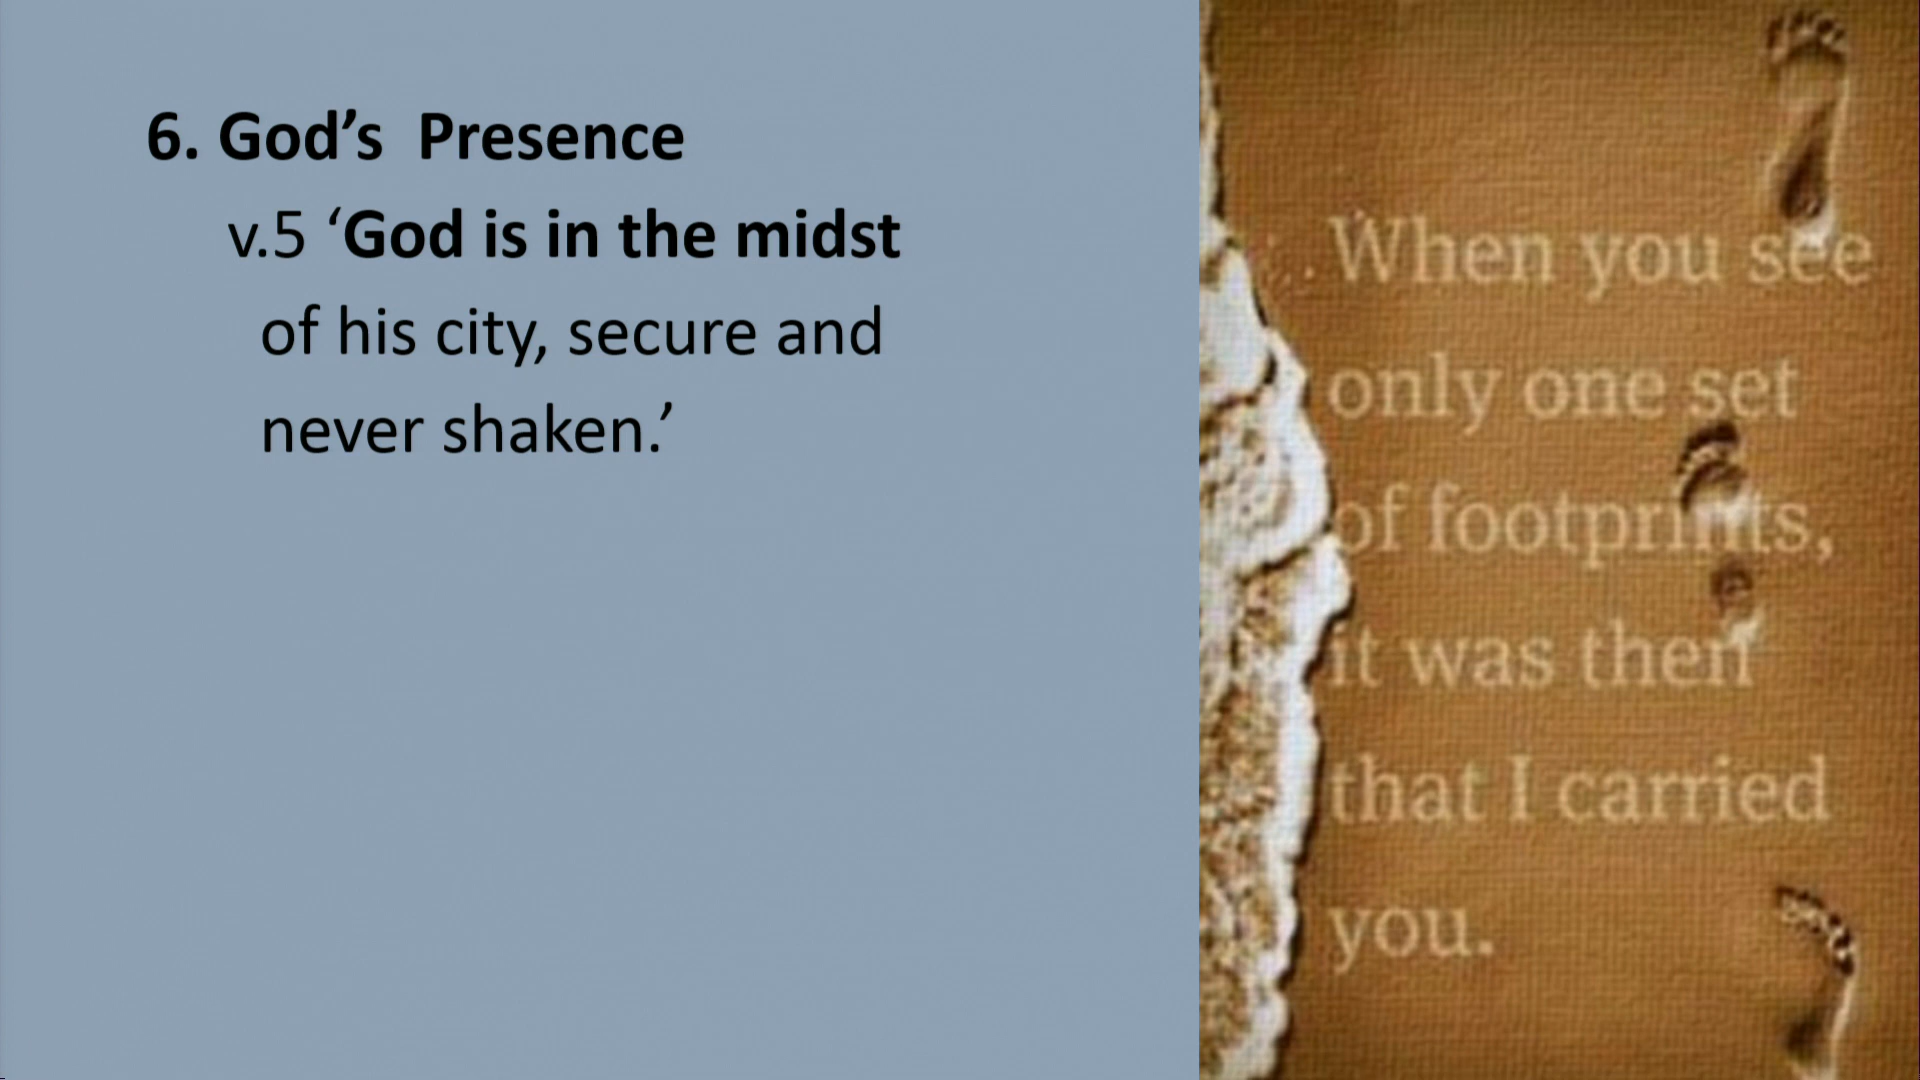 6. God’s  Presence
v.5 ‘God is in the midst
of his city, secure and
never shaken.’
When you see
only one set
of footprints,
it was then
that I carried
you.